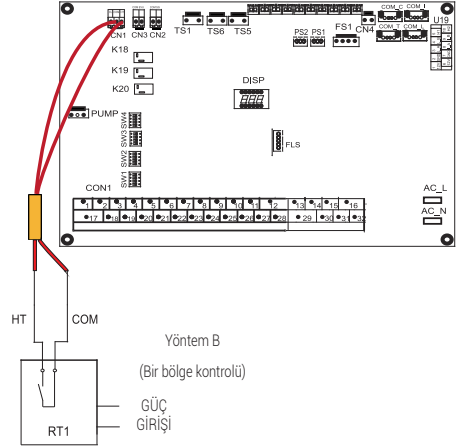 COM_C COM_I
CN1 CN3 CN2 TS1 TS6 TS5 PS2 PS1 FS1 CN4 COM_T COM_L U19
K18
K19
K20
DISP
PUMP
SW4
SW3
SW2
SW1
FLS
CON1
AC_L
AC_N
1 2 3 4 5 6 7 8 9 10 11 12 13 14 15 16
17 18 19 20 21 22 23 24 25 26 27 28 29 30 31 32
HT COM
Yöntem B
(Bir bölge kontrolü)
GÜÇ
GİRİŞİ
RT1